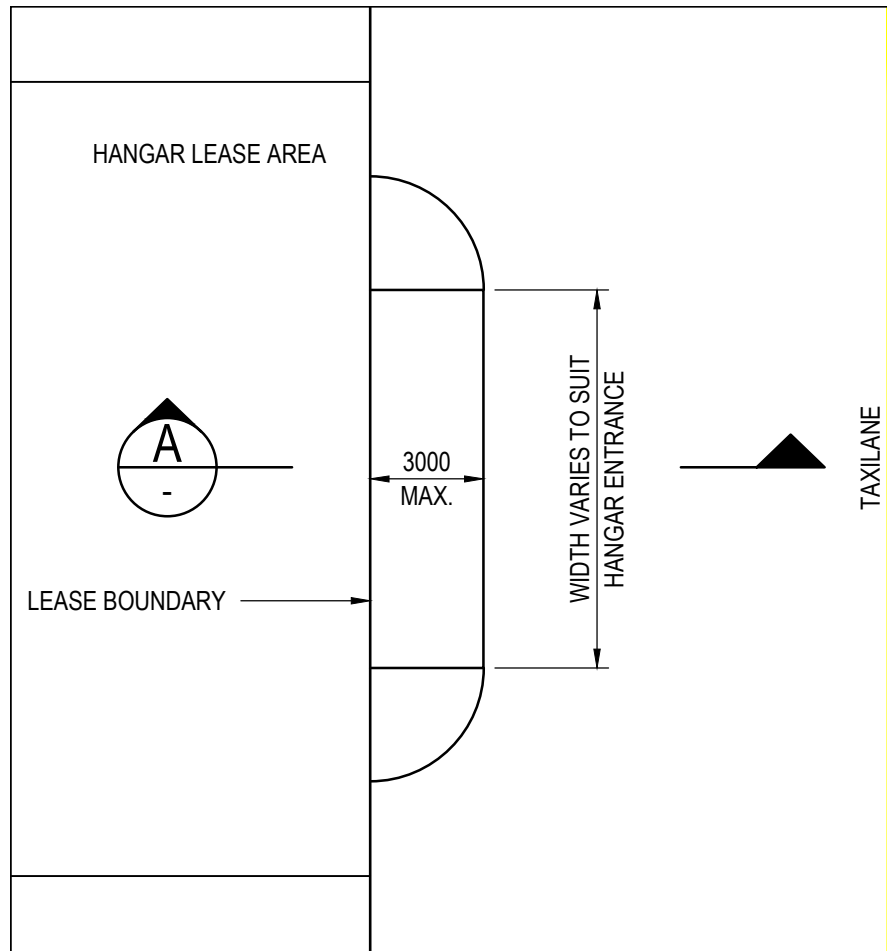 HANGAR LEASE AREA
A
-
3000
MAX.
WIDTH VARIES TO SUIT
HANGAR ENTRANCE
TAXILANE
LEASE BOUNDARY